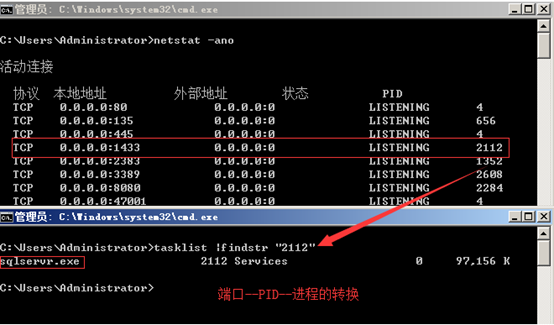 管理员: C:\Windows\system32\cmd.exe
C:\Users\Administrator>netstat -ano
活动连接
协议 本地地址 外部地址 状态 PID
TCP 0.0.0.0:80 0.0.0.0:0 LISTENING 4
TCP 0.0.0.0:135 0.0.0.0:0 LISTENING 656
TCP 0.0.0.0:445 0.0.0.0:0 LISTENING 4
TCP 0.0.0.0:1433 0.0.0.0:0 LISTENING 2112
TCP 0.0.0.0:2383 0.0.0.0:0 LISTENING 1352
TCP 0.0.0.0:3389 0.0.0.0:0 LISTENING 2608
TCP 0.0.0.0:8080 0.0.0.0:0 LISTENING 2284
TCP 0.0.0.0:47001 0.0.0.0:0 LISTENING 4
管理员: C:\Windows\system32\cmd.exe
C:\Users\Administrator>tasklist |findstr "2112"
sqlservr.exe 2112 Services 0 97,156 K
C:\Users\Administrator>
端口--PID--进程的转换